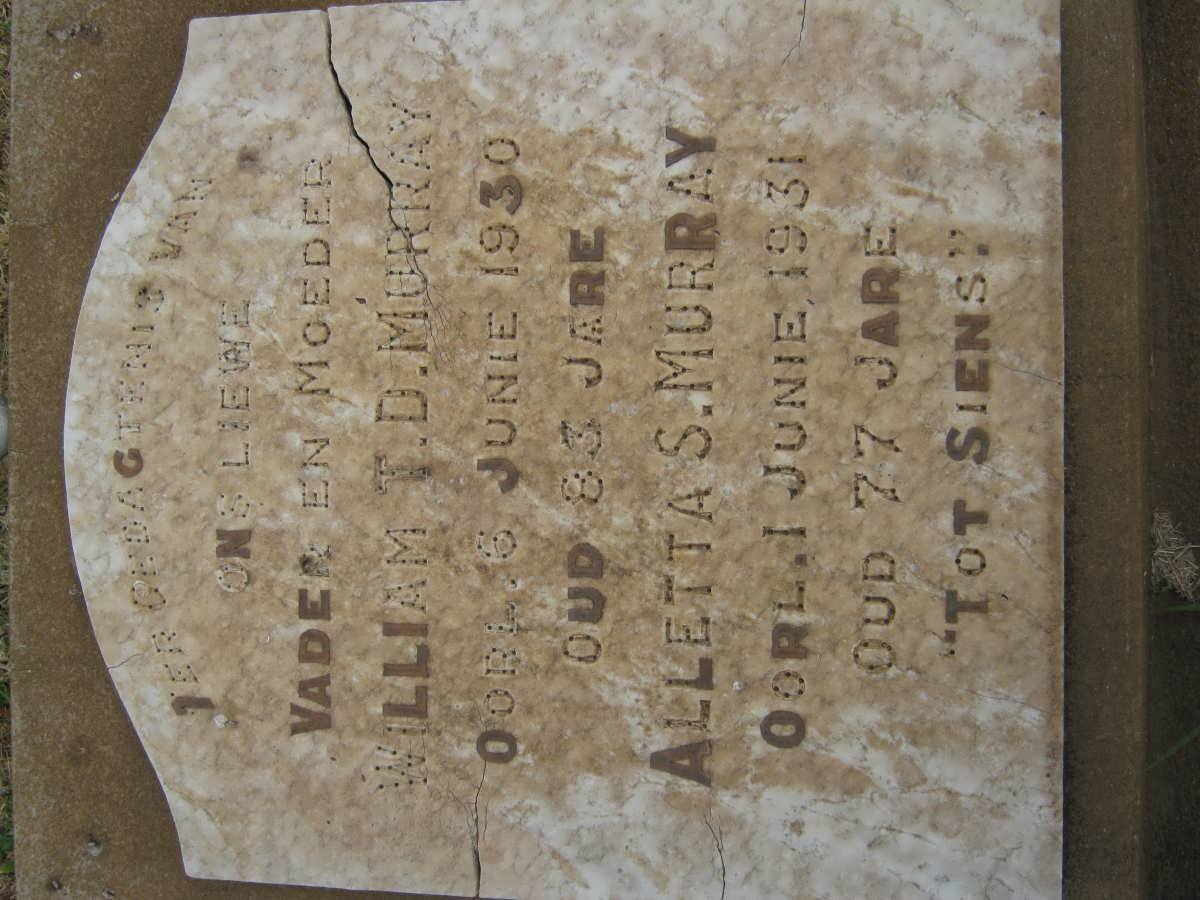 TER GEDAGTENIS VAN
ONS LIEWE
VADER EN MOEDER
WILLIAM T.D. MURRAY
OORL. 6 JUNIE 1930
OUD 83 JARE
ALLETTA S. MURRAY
OORL. 1 JUNIE, 1931
OUD 77 JARE
"TOT SIENS."